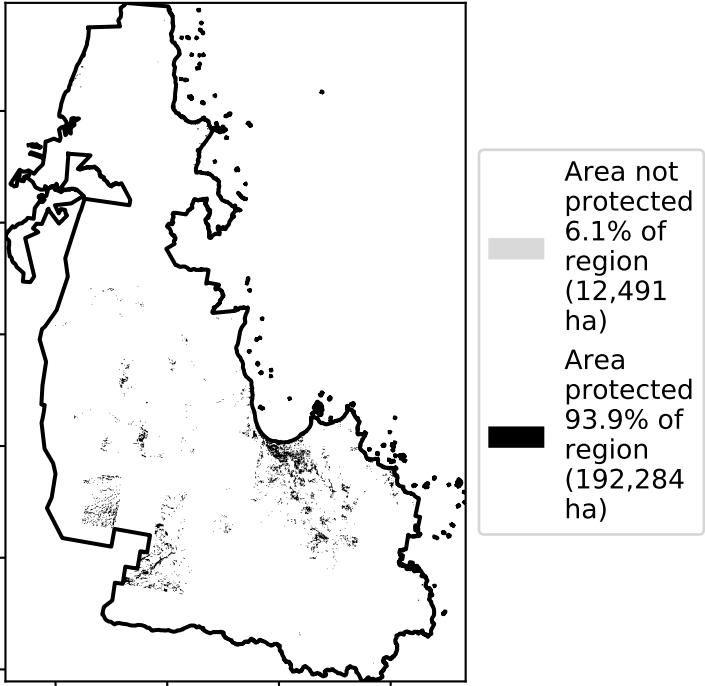 Area not
protected
6.1% of
region
(12,491
ha)
Area
protected
93.9% of
region
(192,284
ha)